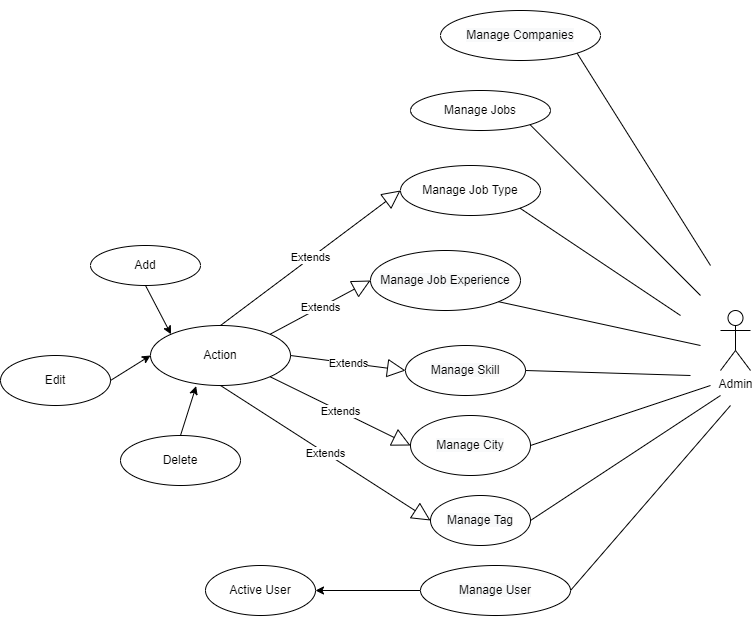 Manage Companies
Manage Jobs
Manage Job Type
Extends
Add
Manage Job Experience
Extends
Action
Extends
Manage Skill
Edit
Admin
Extends
Manage City
Extends
Delete
Manage Tag
Active User
Manage User